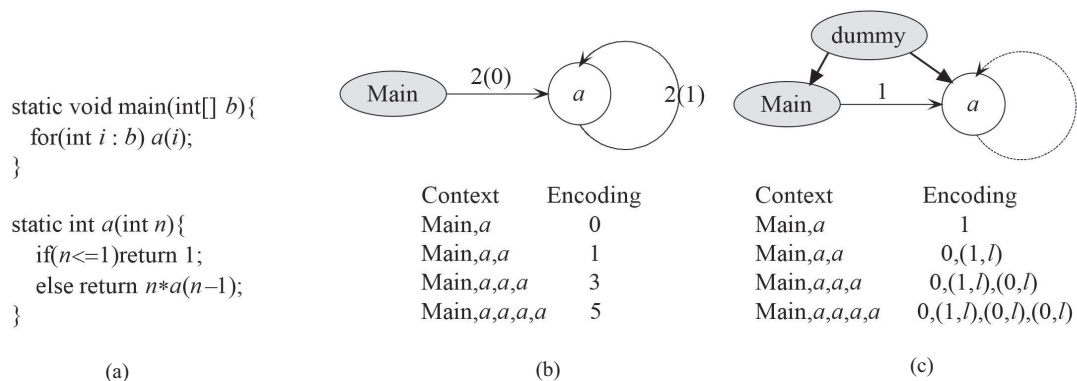 static void main(int[] b){
for(int i : b) a(i);
}
static int a(int n){
if(n<=1)return 1;
else return n*a(n−1);
}
(a)
Main
2(0)
a
2(1)
Context Encoding
Main,a 0
Main,a,a 1
Main,a,a,a 3
Main,a,a,a,a 5
(b)
dummy
Main
1
a
Context Encoding
Main,a 1
Main,a,a 0,(1,l)
Main,a,a,a 0,(1,l),(0,l)
Main,a,a,a,a 0,(1,l),(0,l),(0,l)
(c)